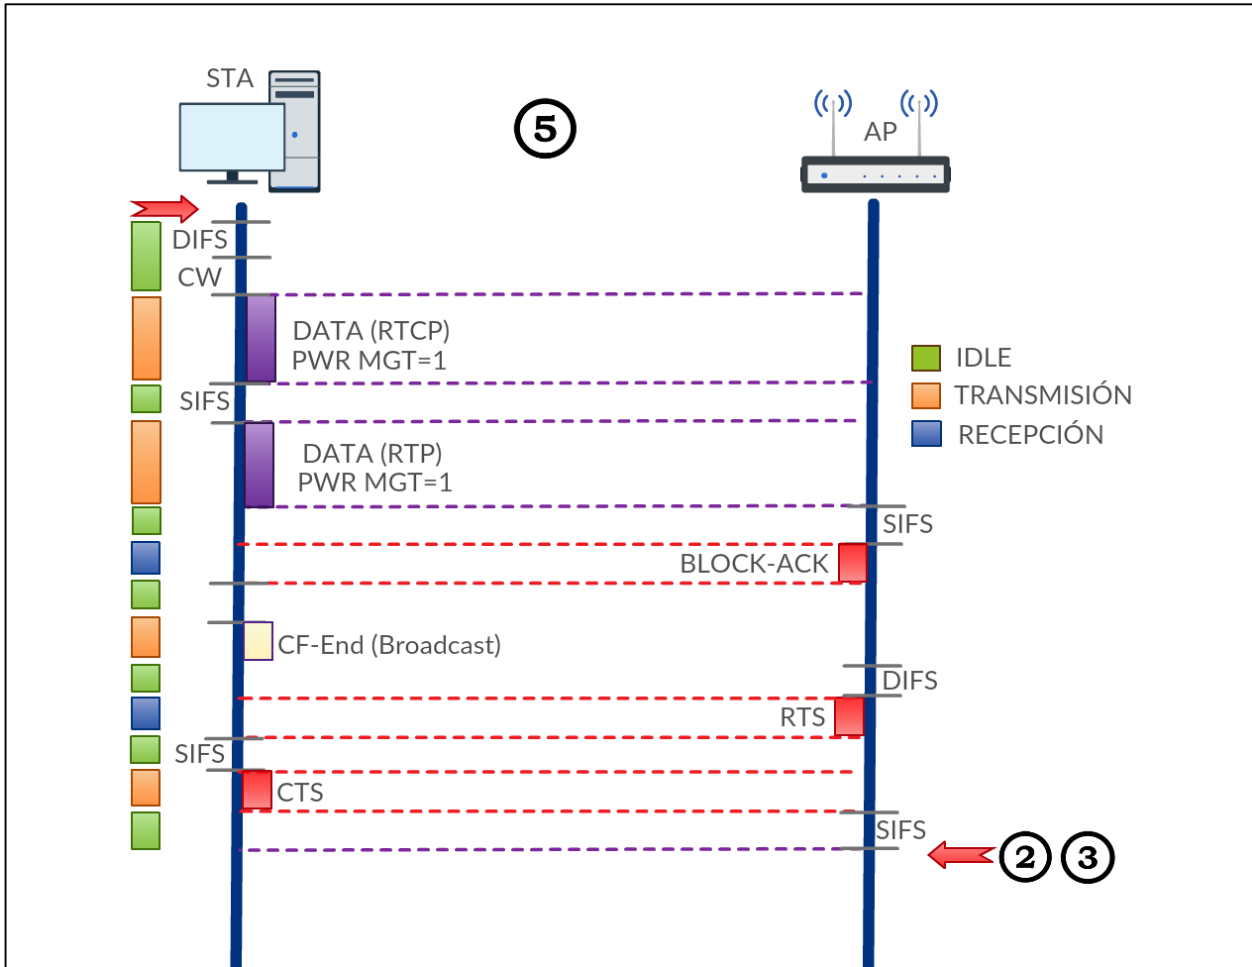 STA
5
AP
DIFS
CW
DATA (RTCP)
PWR MGT=1
IDLE
SIFS
TRANSMISIÓN
RECEPCIÓN
DATA (RTP)
PWR MGT=1
SIFS
BLOCK-ACK
CF-End (Broadcast)
DIFS
RTS
SIFS
CTS
SIFS
2 3